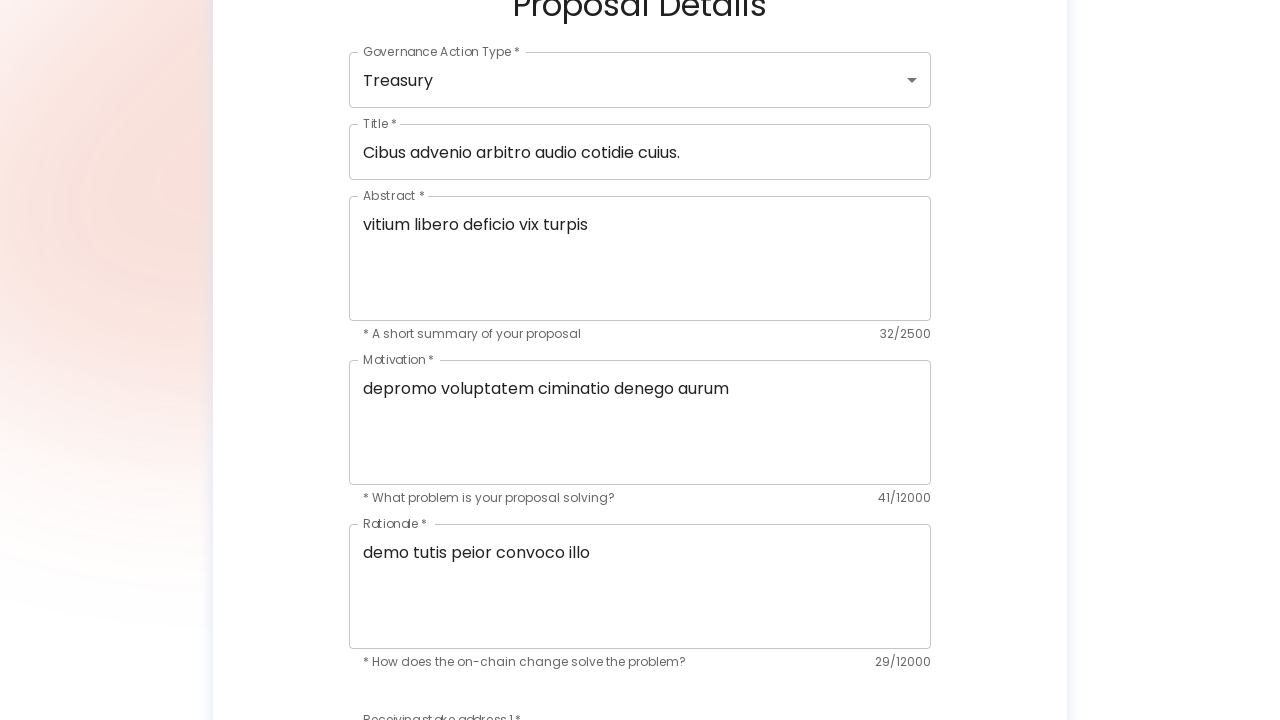 Proposal Details
Governance Action Type *
Treasury
Title *
Cibus advenio arbitro audio cotidie cuius.
Abstract *
vitium libero deficio vix turpis
* A short summary of your proposal 32/2500
Motivation *
depromo voluptatem ciminatio denego aurum
* What problem is your proposal solving? 41/12000
Rationale *
demo tutis peior convoco illo
* How does the on-chain change solve the problem? 29/12000
Receiving stake address 1 *